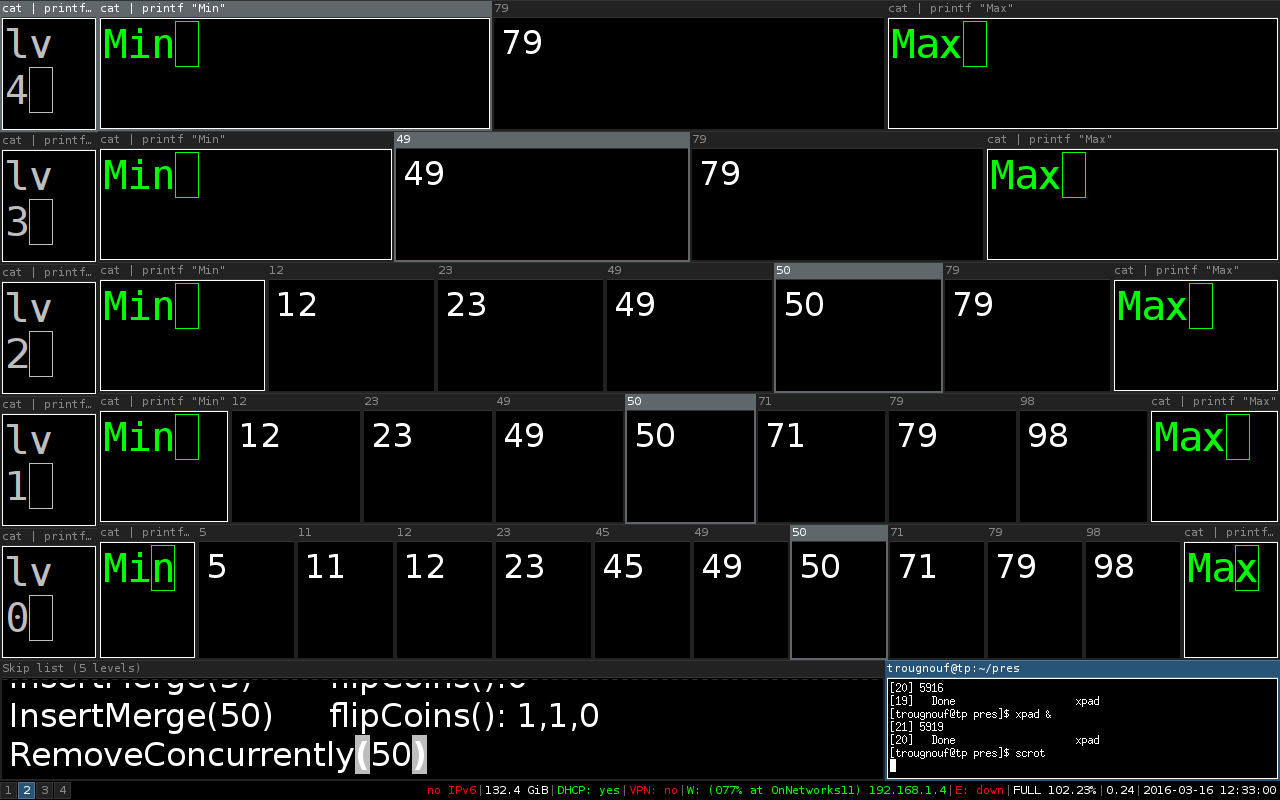 cat | printf… cat | printf "Min" 79 cat | printf "Max"
lv Min 79 Max
4
cat | printf… cat | printf "Min" 49 79 cat | printf "Max"
lv Min 49 79 Max
3
cat | printf… cat | printf "Min" 12 23 49 50 79 cat | printf "Max"
lv Min 12 23 49 50 79 Max
2
cat | printf… cat | printf "Min" 12 23 49 50 71 79 98 cat | printf "Max"
lv Min 12 23 49 50 71 79 98 Max
1
cat | printf… cat | printf… 5 11 12 23 45 49 50 71 79 98 cat | printf…
lv Min 5 11 12 23 45 49 50 71 79 98 Max
0
Skip list (5 levels)
InsertMerge(50) flipCoins(): 1,1,0
RemoveConcurrently(50)
trougnouf@tp:~/pres
[20] 5916
[19] Done xpad
[trougnouf@tp pres]$ xpad &
[21] 5919
[20] Done xpad
[trougnouf@tp pres]$ scrot
1 2 3 4 no IPv6|132.4 GiB|DHCP: yes|VPN: no|W: (077% at OnNetworks11) 192.168.1.4|E: down|FULL 102.23%|0.24|2016-03-16 12:33:00